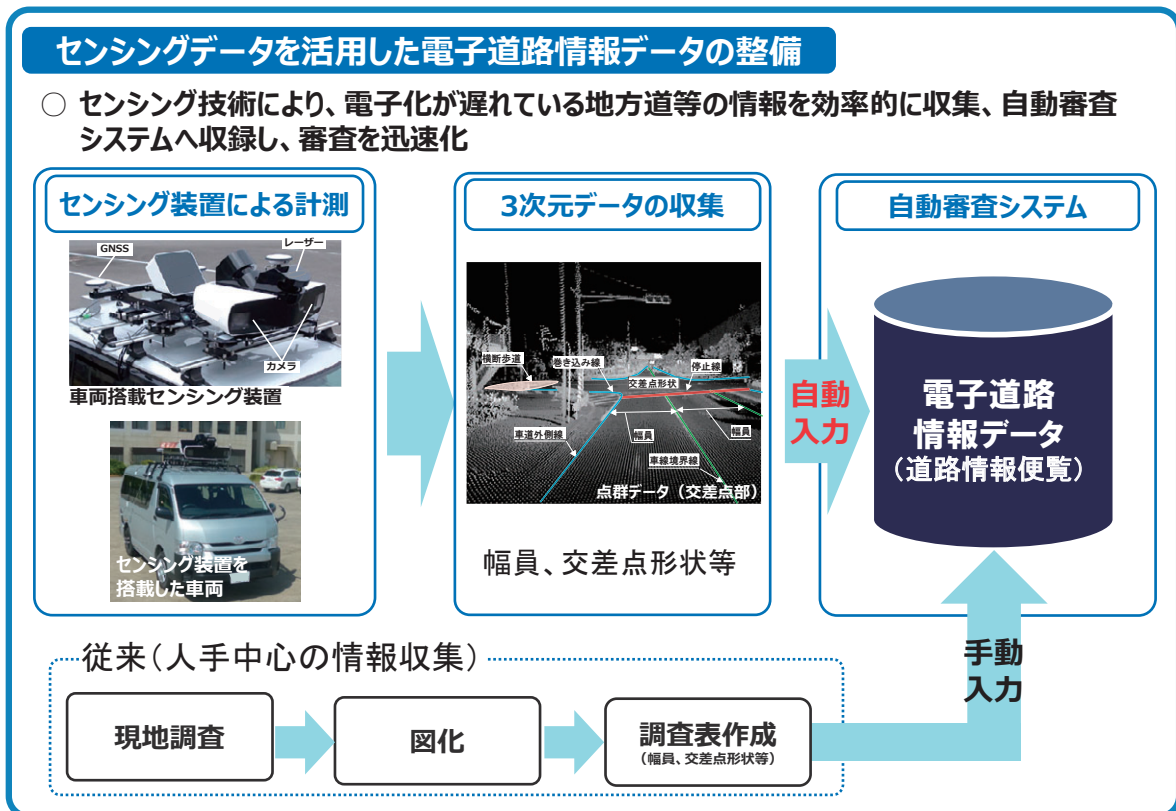 センシングデータを活用した電子道路情報データの整備
○ センシング技術により、電子化が遅れている地方道等の情報を効率的に収集、自動審査
システムへ収録し、審査を迅速化
センシング装置による計測
GNSS
レーザー
カメラ
車両搭載センシング装置
センシング装置を
搭載した車両
3次元データの収集
横断歩道
巻き込み線
停止線
交差点形状
車道外側線
幅員
幅員
車線境界線
点群データ（交差点部）
幅員、交差点形状等
自動
入力
自動審査システム
電子道路
情報データ
（道路情報便覧）
従来（人手中心の情報収集）
現地調査
図化
調査表作成
（幅員、交差点形状等）
手動
入力